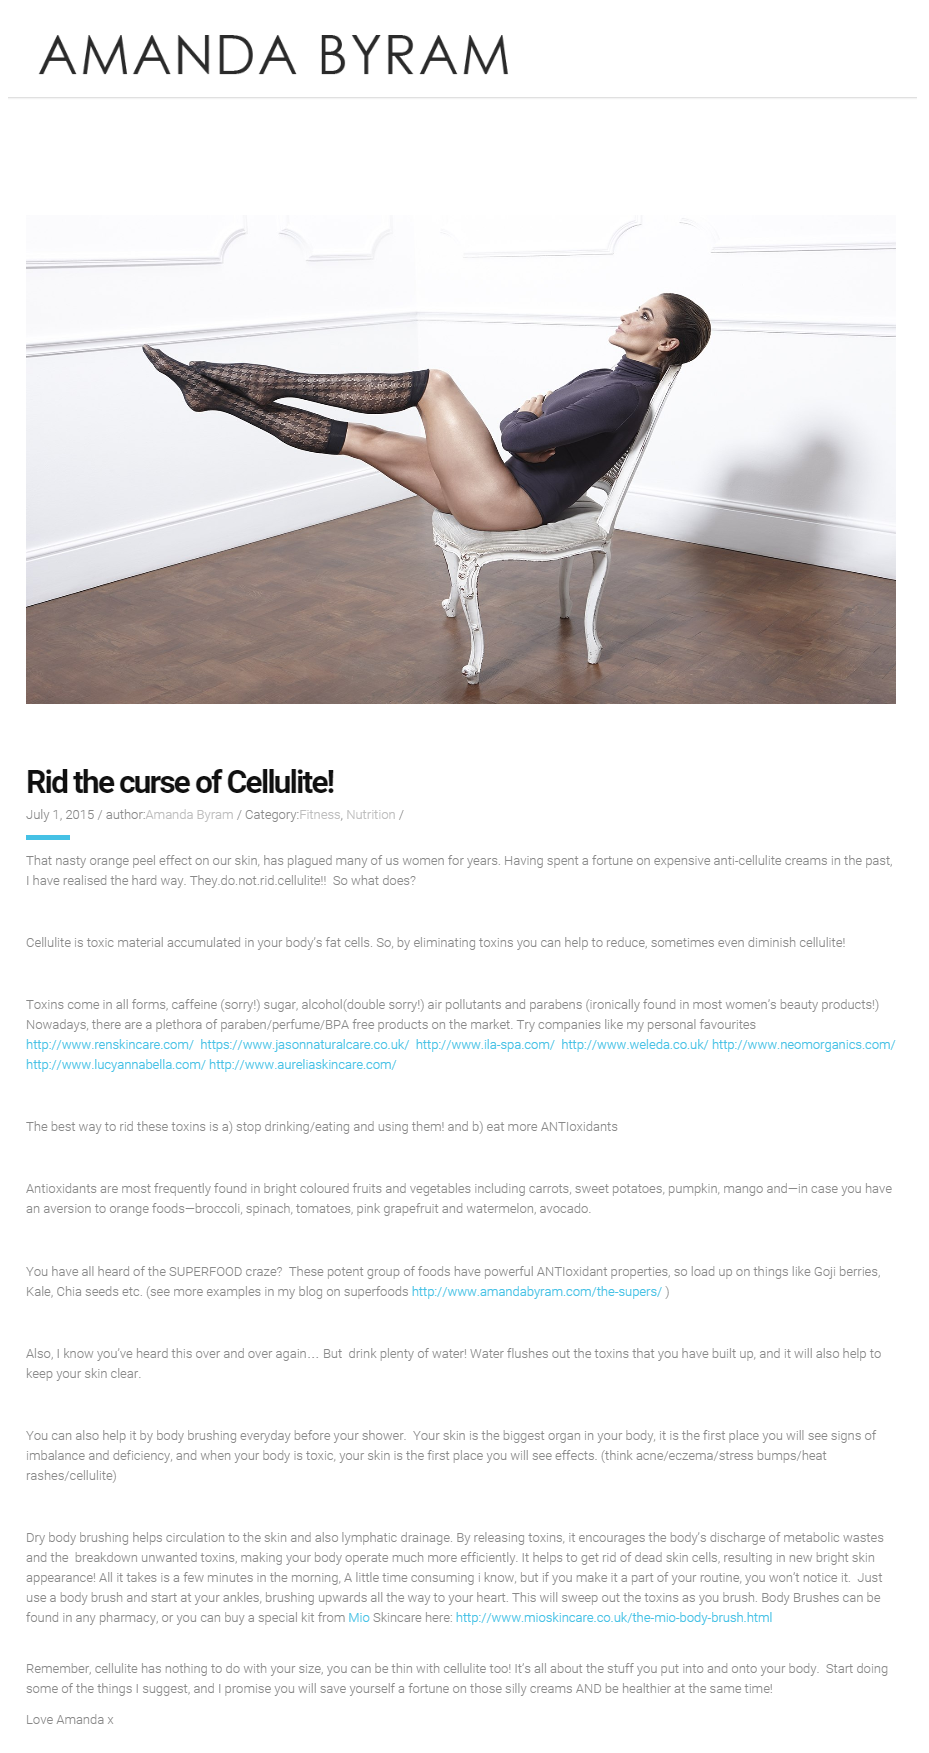 AMANDA BYRAM
Rid the curse of Cellulite!
July 1, 2015 / author:Amanda Byram / Category:Fitness, Nutrition /
That nasty orange peel effect on our skin, has plagued many of us women for years. Having spent a fortune on expensive anti-cellulite creams in the past,
I have realised the hard way. They.do.not.rid.cellulite!!  So what does?
Cellulite is toxic material accumulated in your body's fat cells. So, by eliminating toxins you can help to reduce, sometimes even diminish cellulite!
Toxins come in all forms, caffeine (sorry!) sugar, alcohol(double sorry!) air pollutants and parabens (ironically found in most women's beauty products!)
Nowadays, there are a plethora of paraben/perfume/BPA free products on the market. Try companies like my personal favourites
http://www.renskincare.com/  https://www.jasonnaturalcare.co.uk/  http://www.ila-spa.com/  http://www.weleda.co.uk/ http://www.neomorganics.com/
http://www.lucyannabella.com/ http://www.aureliaskincare.com/
The best way to rid these toxins is a) stop drinking/eating and using them! and b) eat more ANTIoxidants
Antioxidants are most frequently found in bright coloured fruits and vegetables including carrots, sweet potatoes, pumpkin, mango and—in case you have
an aversion to orange foods—broccoli, spinach, tomatoes, pink grapefruit and watermelon, avocado.
You have all heard of the SUPERFOOD craze?  These potent group of foods have powerful ANTIoxidant properties, so load up on things like Goji berries,
Kale, Chia seeds etc. (see more examples in my blog on superfoods http://www.amandabyram.com/the-supers/ )
Also, I know you've heard this over and over again… But  drink plenty of water! Water flushes out the toxins that you have built up, and it will also help to
keep your skin clear.
You can also help it by body brushing everyday before your shower.  Your skin is the biggest organ in your body, it is the first place you will see signs of
imbalance and deficiency, and when your body is toxic, your skin is the first place you will see effects. (think acne/eczema/stress bumps/heat
rashes/cellulite)
Dry body brushing helps circulation to the skin and also lymphatic drainage. By releasing toxins, it encourages the body's discharge of metabolic wastes
and the  breakdown unwanted toxins, making your body operate much more efficiently. It helps to get rid of dead skin cells, resulting in new bright skin
appearance! All it takes is a few minutes in the morning, A little time consuming i know, but if you make it a part of your routine, you won't notice it.  Just
use a body brush and start at your ankles, brushing upwards all the way to your heart. This will sweep out the toxins as you brush. Body Brushes can be
found in any pharmacy, or you can buy a special kit from Mio Skincare here: http://www.mioskincare.co.uk/the-mio-body-brush.html
Remember, cellulite has nothing to do with your size, you can be thin with cellulite too! It's all about the stuff you put into and onto your body.  Start doing
some of the things I suggest, and I promise you will save yourself a fortune on those silly creams AND be healthier at the same time!
Love Amanda x